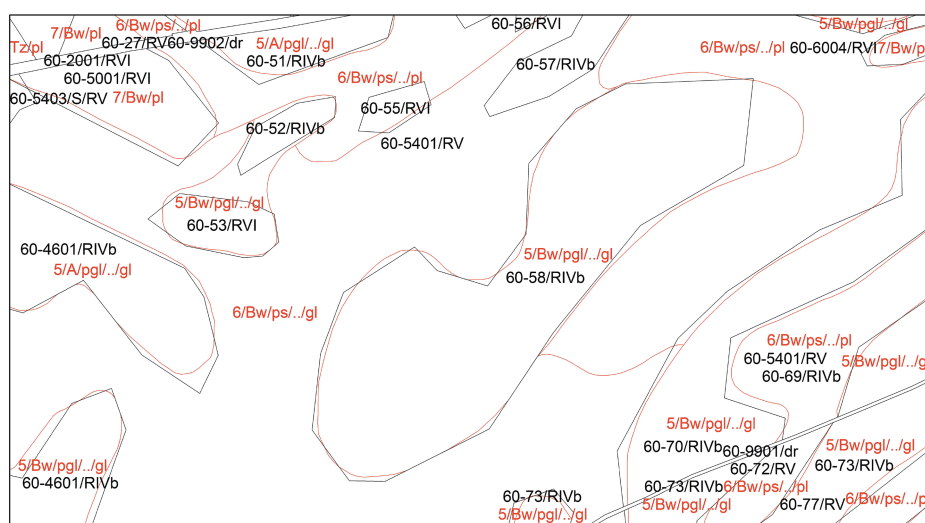 6/Bw/ps/../pl
60-56/RVI
5/Bw/pgl/../gl
7/Bw/pl
Tz/pl
60-27/RV
60-9902/dr
5/A/pgl/../gl
6/Bw/ps/../pl
60-6004/RVI
7/Bw/p
60-2001/RVI
60-51/RIVb
60-57/RIVb
60-5001/RVI
6/Bw/ps/../pl
60-5403/S/RV
7/Bw/pl
60-55/RVI
60-52/RIVb
60-5401/RV
5/Bw/pgl/../gl
60-53/RVI
60-4601/RIVb
5/Bw/pgl/../gl
5/A/pgl/../gl
60-58/RIVb
6/Bw/ps/../gl
6/Bw/ps/../pl
60-5401/RV
5/Bw/pgl/../g
60-69/RIVb
5/Bw/pgl/../gl
60-70/RIVb
60-9901/dr
5/Bw/pgl/../gl
5/Bw/pgl/../gl
60-72/RV
60-73/RIVb
60-4601/RIVb
60-73/RIVb
6/Bw/ps/../pl
60-73/RIVb
5/Bw/pgl/../gl
60-77/RV
6/Bw/ps/../p
5/Bw/pgl/../gl